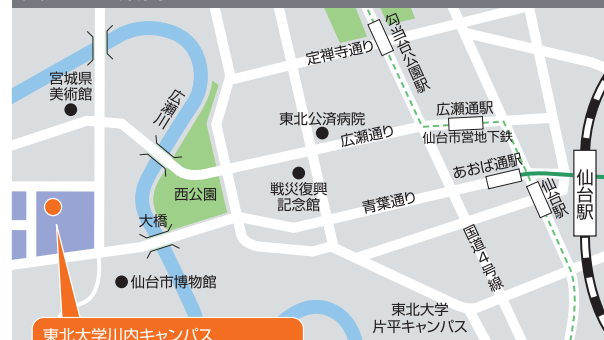 定禅寺通り
勾当台公園駅
宮城県
美術館
広瀬川
広瀬通駅
東北公済病院
広瀬通り
仙台市営地下鉄
あおば通駅
仙台駅
仙台駅
西公園
戦災復興
記念館
青葉通り
大橋
国道4号線
仙台市博物館
東北大学
片平キャンパス
東北大学川内キャンパス